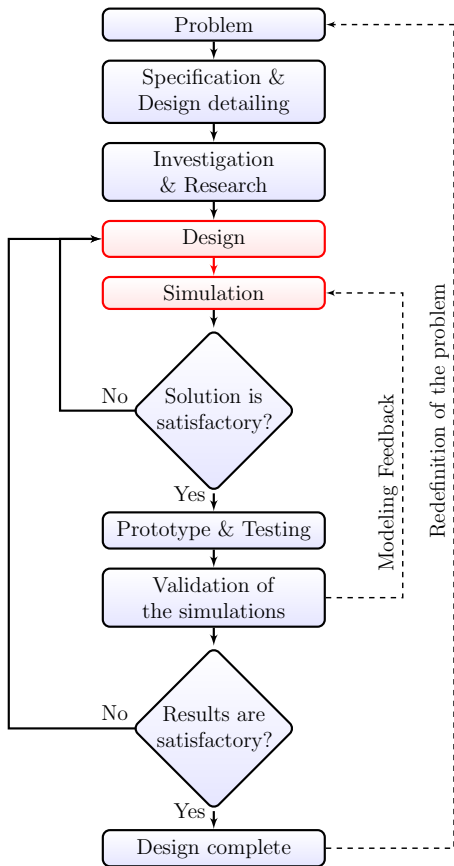 Problem
Specification &
Design detailing
Investigation
& Research
Design
Simulation
No
Solution is
satisfactory?
Yes
Prototype & Testing
Validation of
the simulations
No
Results are
satisfactory?
Yes
Design complete
Modeling Feedback
Redefinition of the problem